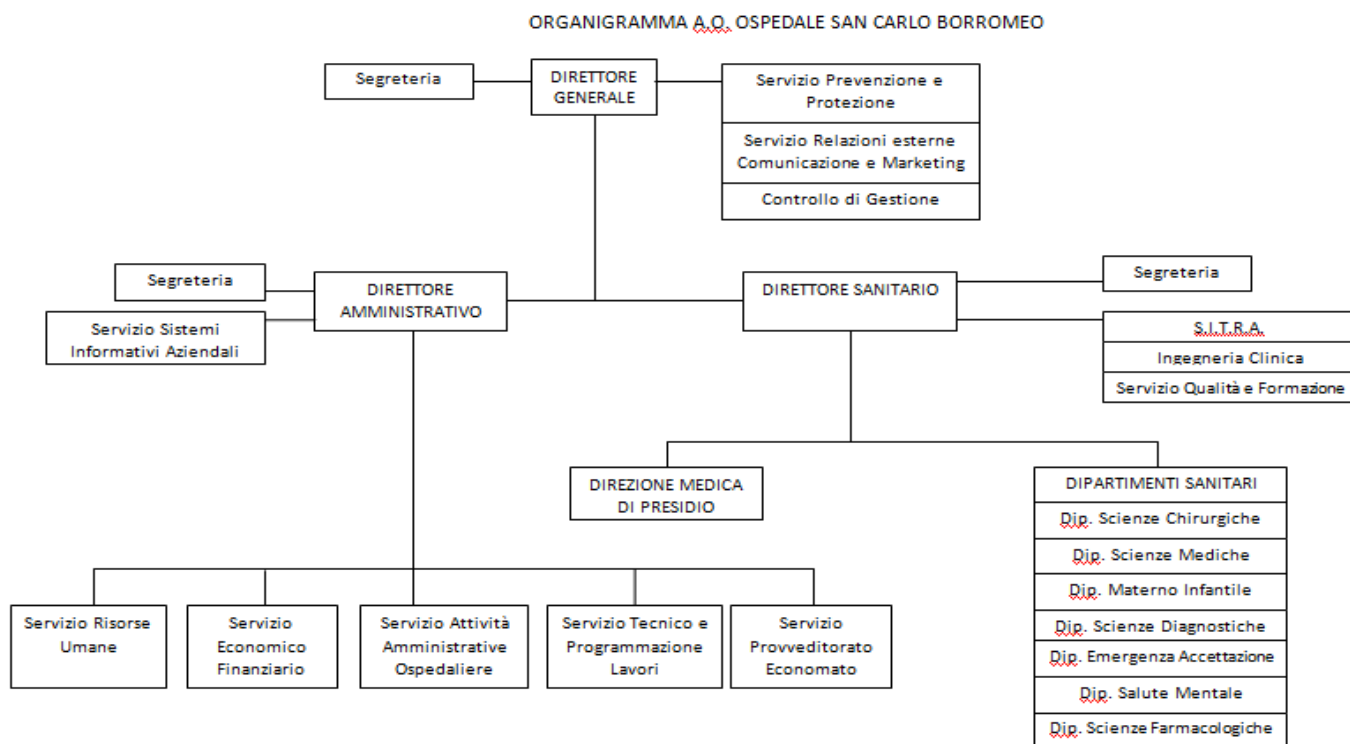 ORGANIGRAMMA A.O. OSPEDALE SAN CARLO BORROMEO
Segreteria
DIRETTORE
GENERALE
Servizio Prevenzione e
Protezione
Servizio Relazioni esterne
Comunicazione e Marketing
Controllo di Gestione
Segreteria
DIRETTORE
AMMINISTRATIVO
DIRETTORE SANITARIO
Segreteria
Servizio Sistemi
Informativi Aziendali
S.I.T.R.A.
Ingegneria Clinica
Servizio Qualità e Formazione
DIREZIONE MEDICA
DI PRESIDIO
DIPARTIMENTI SANITARI
Dip. Scienze Chirurgiche
Dip. Scienze Mediche
Dip. Materno Infantile
Dip. Scienze Diagnostiche
Dip. Emergenza Accettazione
Dip. Salute Mentale
Dip. Scienze Farmacologiche
Servizio Risorse
Umane
Servizio
Economico
Finanziario
Servizio Attività
Amministrative
Ospedaliere
Servizio Tecnico e
Programmazione
Lavori
Servizio
Provveditorato
Economato